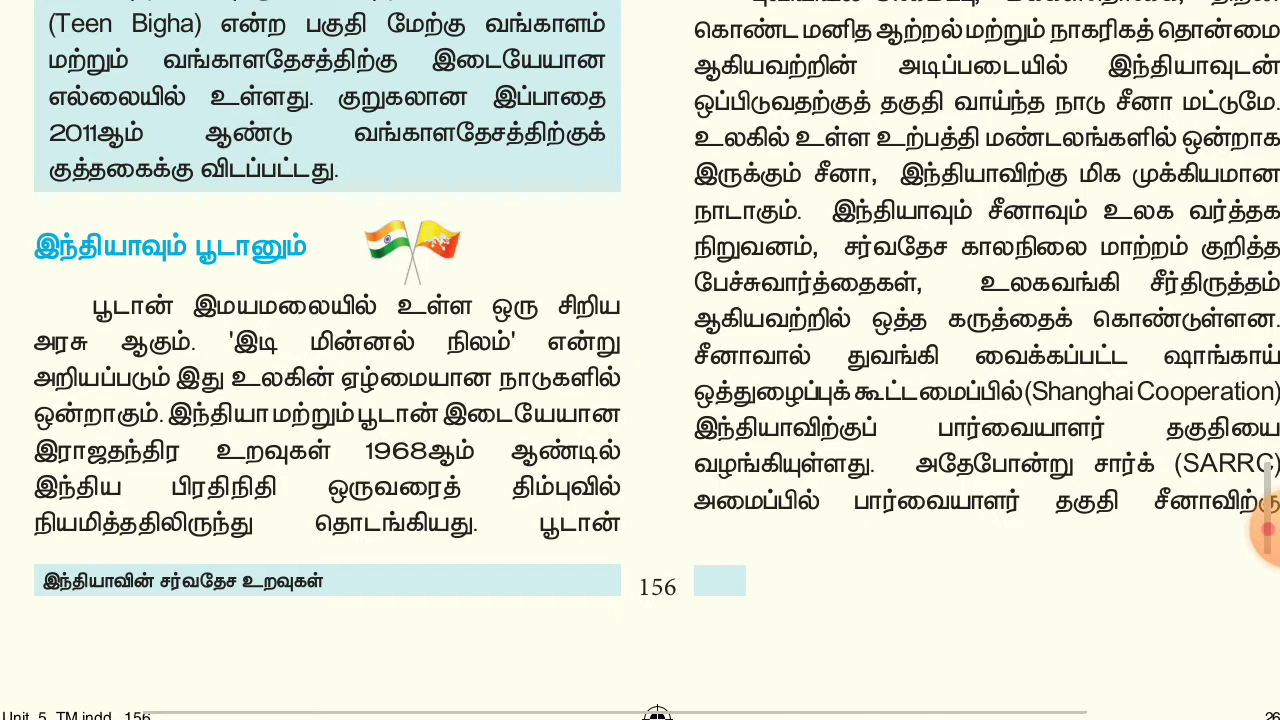 (Teen Bigha) என்ற பகுதி மேற்கு வங்காளம்
மற்றும் வங்காளதேசத்திற்கு இடையேயான
எல்லையில் உள்ளது. குறுகலான இப்பாதை
2011ஆம் ஆண்டு வங்காளதேசத்திற்குக்
குத்தகைக்கு விடப்பட்டது.
இந்தியாவும் பூடானும்
பூடான் இமயமலையில் உள்ள ஒரு சிறிய
அரசு ஆகும். 'இடி மின்னல் நிலம்' என்று
அறியப்படும் இது உலகின் ஏழ்மையான நாடுகளில்
ஒன்றாகும். இந்தியா மற்றும் பூடான் இடையேயான
இராஜதந்திர உறவுகள் 1968ஆம் ஆண்டில்
இந்திய பிரதிநிதி ஒருவரைத் திம்புவில்
நியமித்ததிலிருந்து தொடங்கியது. பூடான்
கொண்ட மனித ஆற்றல் மற்றும் நாகரிகத் தொன்மை
ஆகியவற்றின் அடிப்படையில் இந்தியாவுடன்
ஒப்பிடுவதற்குத் தகுதி வாய்ந்த நாடு சீனா மட்டுமே.
உலகில் உள்ள உற்பத்தி மண்டலங்களில் ஒன்றாக
இருக்கும் சீனா, இந்தியாவிற்கு மிக முக்கியமான
நாடாகும். இந்தியாவும் சீனாவும் உலக வர்த்தக
நிறுவனம், சர்வதேச காலநிலை மாற்றம் குறித்த
பேச்சுவார்த்தைகள், உலகவங்கி சீர்திருத்தம்
ஆகியவற்றில் ஒத்த கருத்தைக் கொண்டுள்ளன.
சீனாவால் துவங்கி வைக்கப்பட்ட ஷாங்காய்
ஒத்துழைப்புக் கூட்டமைப்பில் (Shanghai Cooperation)
இந்தியாவிற்குப் பார்வையாளர் தகுதியை
வழங்கியுள்ளது. அதேபோன்று சார்க் (SARRC)
அமைப்பில் பார்வையாளர் தகுதி சீனாவிற்கு
இந்தியாவின் சர்வதேச உறவுகள்
156
Unit_5_TM.indd 156
26